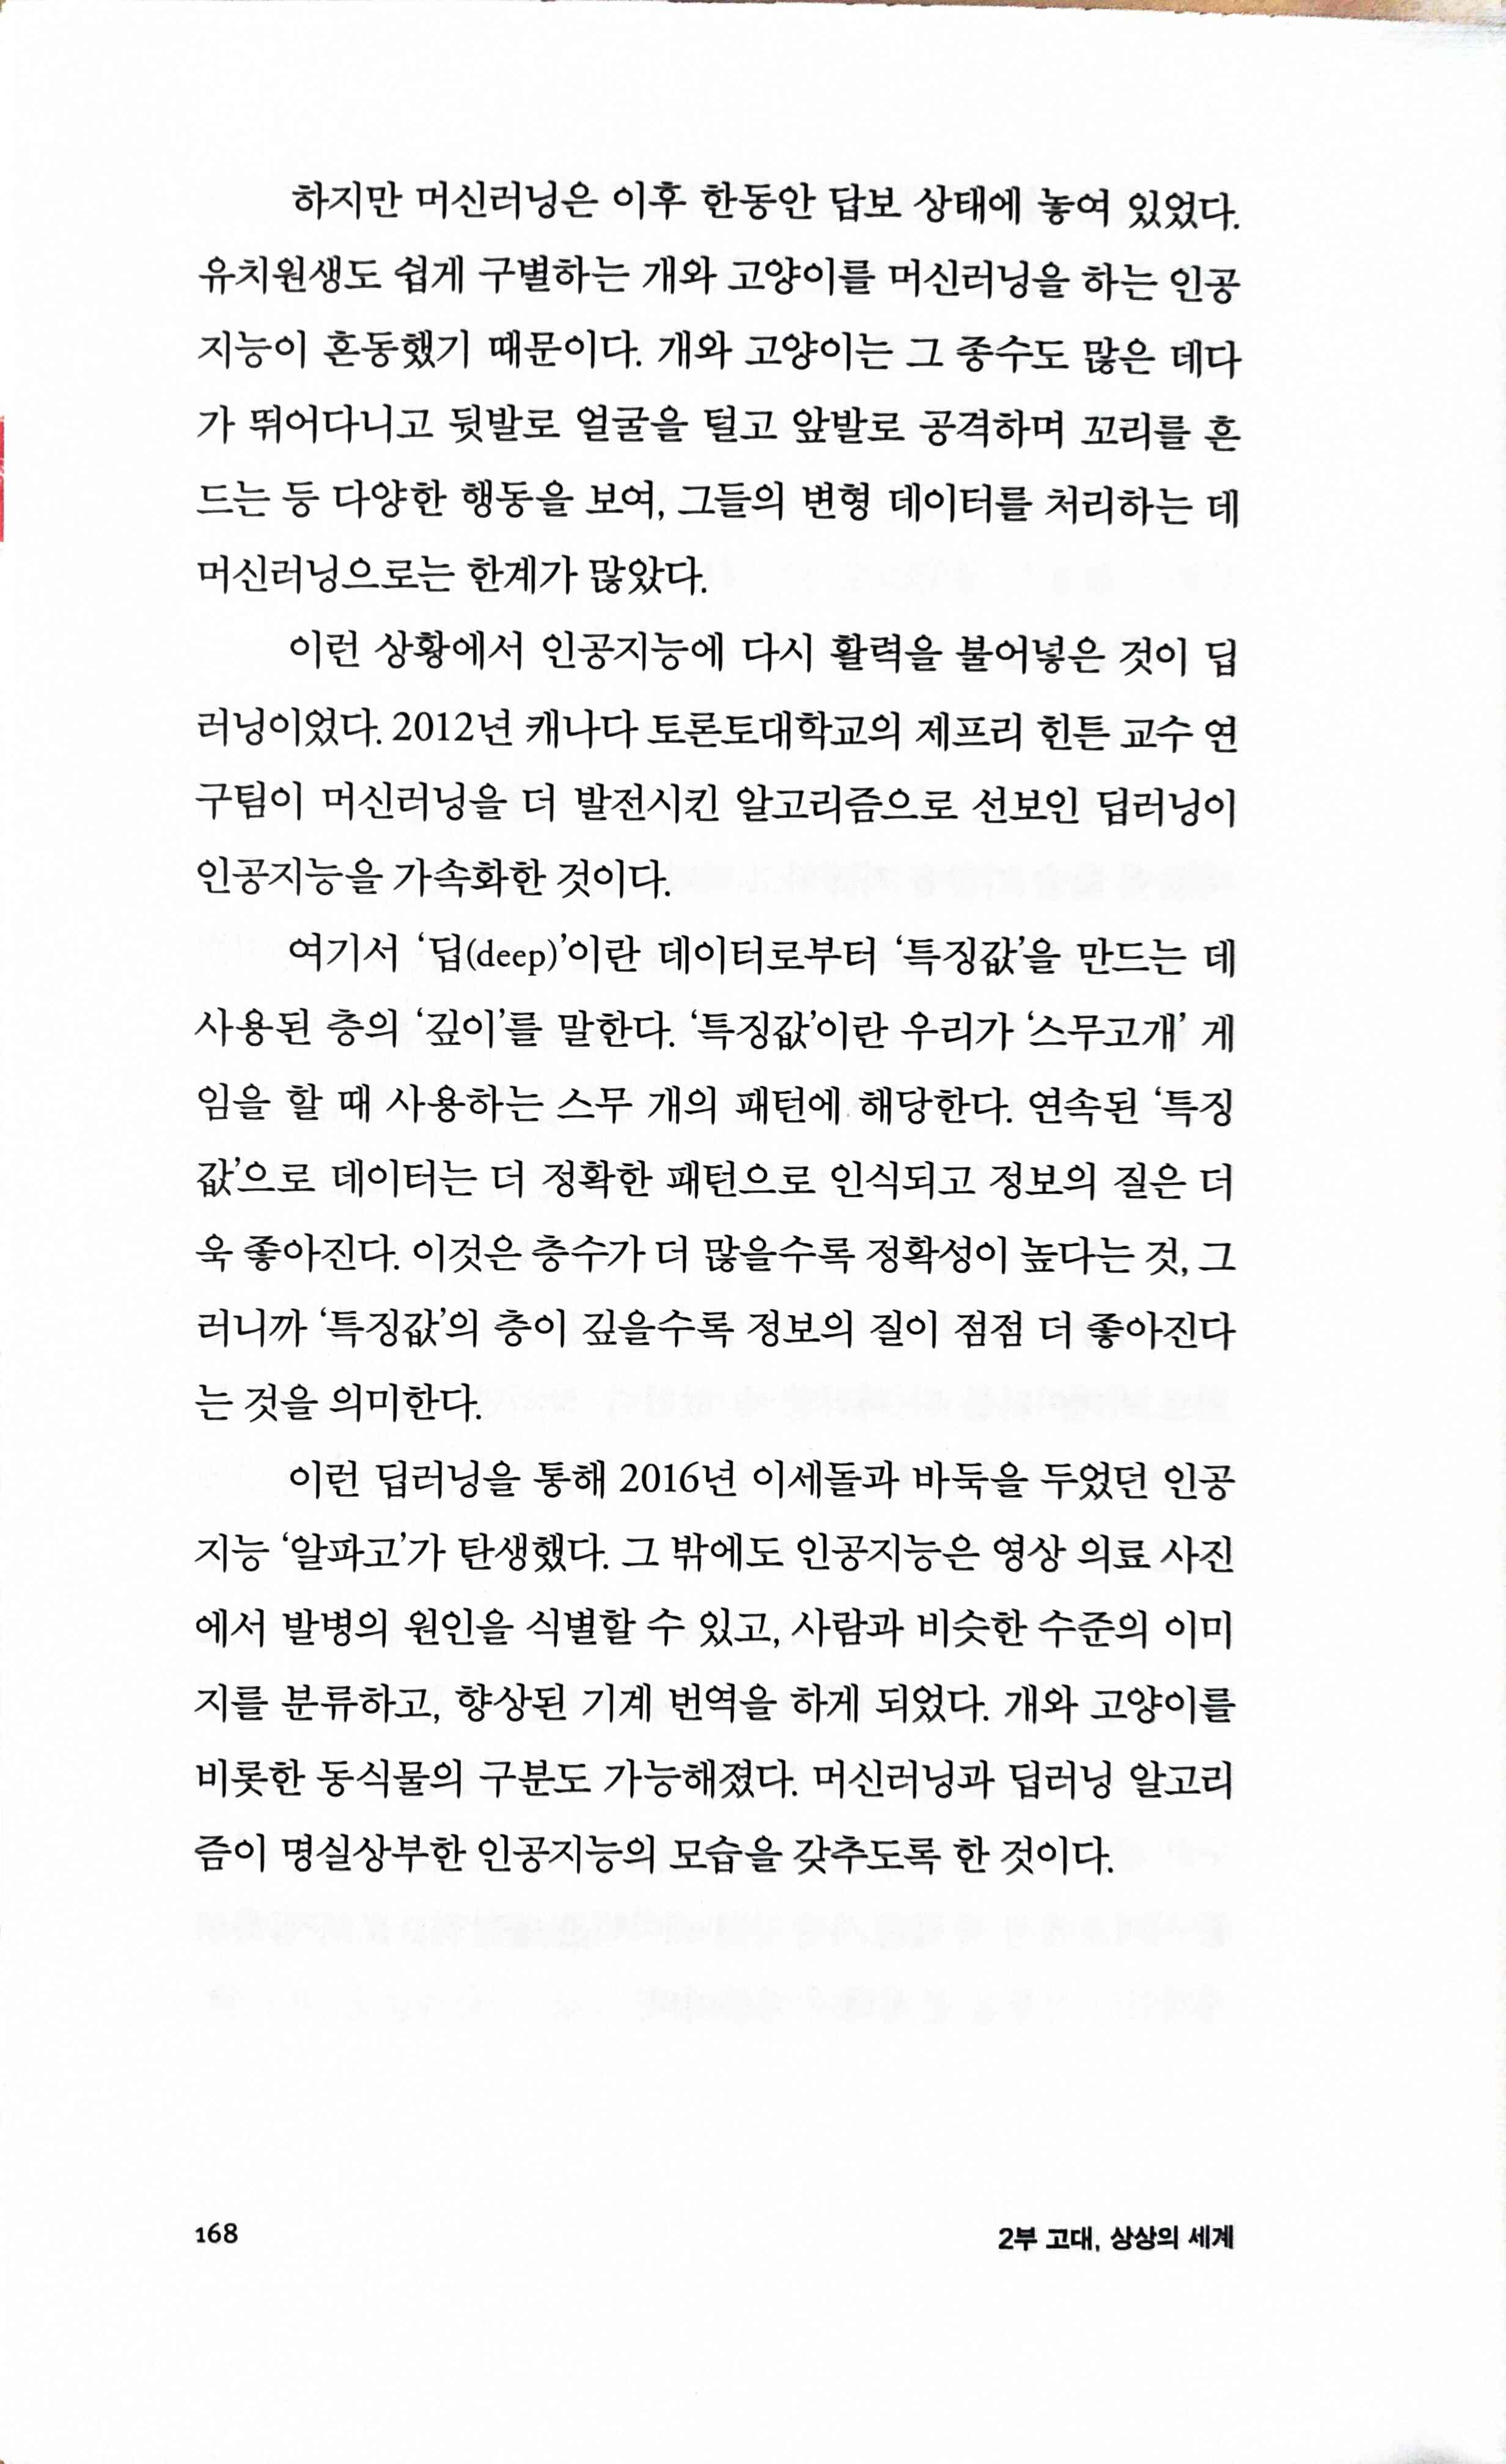 하지만 머신러닝은 이후 한동안 답보 상태에 놓여 있었다.
유치원생도 쉽게 구별하는 개와 고양이를 머신러닝을 하는 인공
지능이 혼동했기 때문이다. 개와 고양이는 그 종수도 많은 데다
가 뛰어다니고 뒷발로 얼굴을 털고 앞발로 공격하며 꼬리를 흔
드는 등 다양한 행동을 보여, 그들의 변형 데이터를 처리하는 데
머신러닝으로는 한계가 많았다.
이런 상황에서 인공지능에 다시 활력을 불어넣은 것이 딥
러닝이었다. 2012년 캐나다 토론토대학교의 제프리 힌튼 교수 연
구팀이 머신러닝을 더 발전시킨 알고리즘으로 선보인 딥러닝이
인공지능을 가속화한 것이다.
여기서 ‘딥(deep)’이란 데이터로부터 ‘특징값’을 만드는 데
사용된 층의 ‘깊이’를 말한다. ‘특징값’이란 우리가 ‘스무고개’ 게
임을 할 때 사용하는 스무 개의 패턴에 해당한다. 연속된 ‘특징
값’으로 데이터는 더 정확한 패턴으로 인식되고 정보의 질은 더
욱 좋아진다. 이것은 층수가 더 많을수록 정확성이 높다는 것, 그
러니까 ‘특징값’의 층이 깊을수록 정보의 질이 점점 더 좋아진다
는 것을 의미한다.
이런 딥러닝을 통해 2016년 이세돌과 바둑을 두었던 인공
지능 ‘알파고’가 탄생했다. 그 밖에도 인공지능은 영상 의료 사진
에서 발병의 원인을 식별할 수 있고, 사람과 비슷한 수준의 이미
지를 분류하고, 향상된 기계 번역을 하게 되었다. 개와 고양이를
비롯한 동식물의 구분도 가능해졌다. 머신러닝과 딥러닝 알고리
즘이 명실상부한 인공지능의 모습을 갖추도록 한 것이다.
168
2부 고대, 상상의 세계